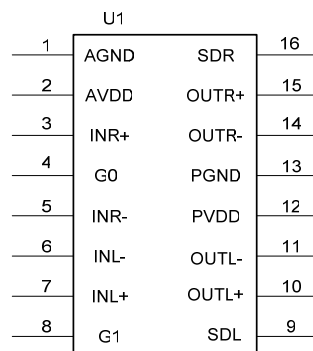 U1
1 AGND SDR 16
2 AVDD OUTR+ 15
3 INR+ OUTR- 14
4 G0 PGND 13
5 INR- PVDD 12
6 INL- OUTL- 11
7 INL+ OUTL+ 10
8 G1 SDL 9